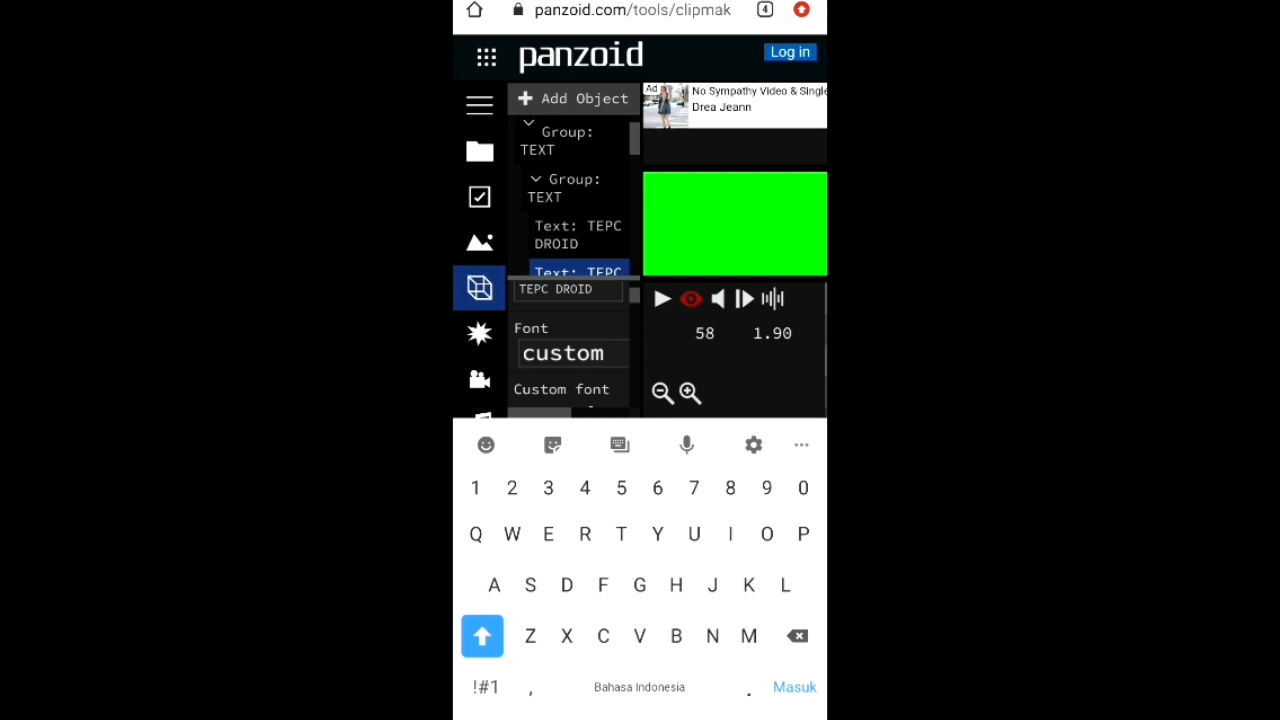 panzoid.com/tools/clipmak
4
panzoid
Log in
+ Add Object
Ad
No Sympathy Video & Single
Drea Jeann
Group:
TEXT
Group:
TEXT
Text: TEPC
DROID
Text: TEPC
TEPC DROID
Font
custom
Custom font
58 1.90
1 2 3 4 5 6 7 8 9 0
Q W E R T Y U I O P
A S D F G H J K L
Z X C V B N M
!#1 , Bahasa Indonesia . Masuk